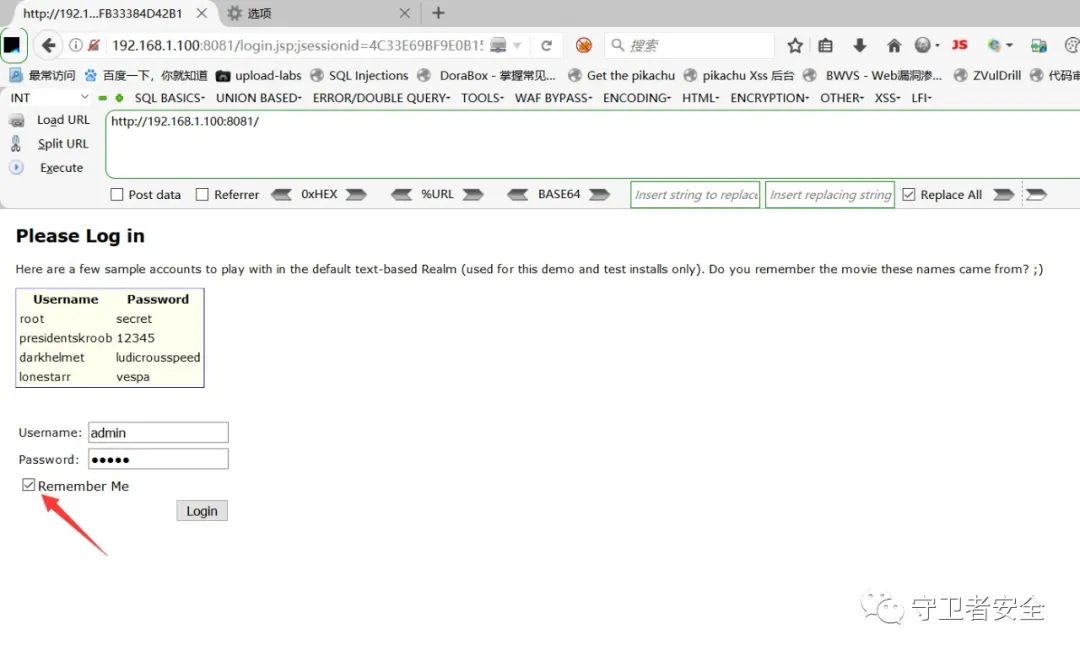 http://192.1...FB33384D42B1
选项
192.168.1.100:8081/login.jsp;jsessionid=4C33E69BF9E0B15
搜索
JS
最常访问 百度一下，你就知道 upload-labs SQL Injections DoraBox - 掌握常见... Get the pikachu pikachu Xss 后台 BWVS - Web漏洞渗... ZVulDrill 代码审
INT SQL BASICS UNION BASED ERROR/DOUBLE QUERY TOOLS WAF BYPASS ENCODING HTML ENCRYPTION OTHER XSS LFI
Load URL http://192.168.1.100:8081/
Split URL
Execute
Post data Referrer 0xHEX %URL BASE64 Insert string to replace Insert replacing string Replace All
Please Log in
Here are a few sample accounts to play with in the default text-based Realm (used for this demo and test installs only). Do you remember the movie these names came from? ;)
Username Password
root secret
presidentskroob 12345
darkhelmet ludicrousspeed
lonestarr vespa
Username: admin
Password: ●●●●●
Remember Me
Login
守卫者安全